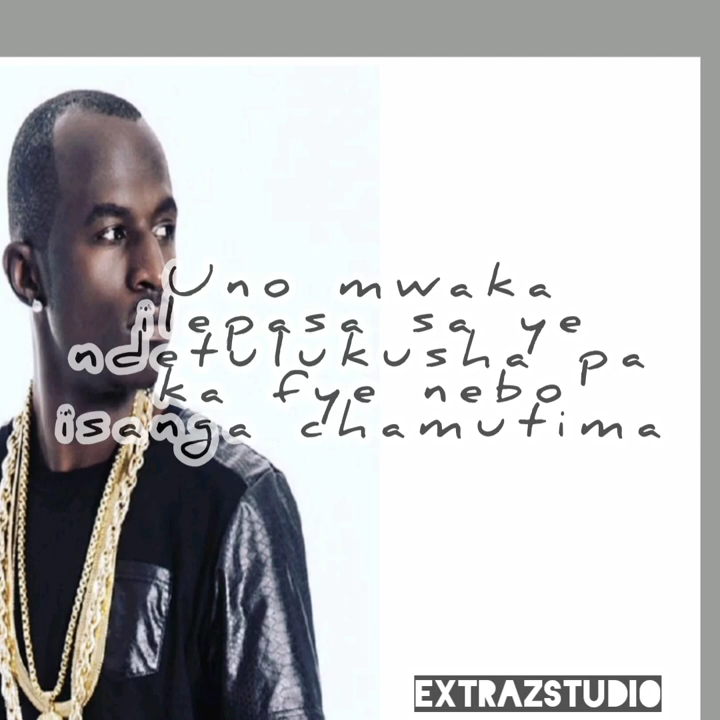 Uno mwaka
ilepasa sa ye
ndetulukusha pa
ka fye nebo
isanga chamutima
EXTRAZSTUDIO